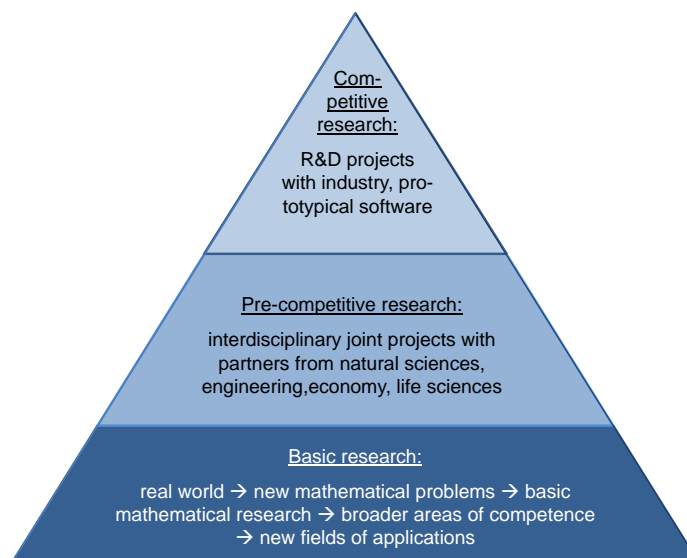 Com-
petitive
research:
R&D projects
with industry, pro-
totypical software
Pre-competitive research:
interdisciplinary joint projects with
partners from natural sciences,
engineering,economy, life sciences
Basic research:
real world → new mathematical problems → basic
mathematical research → broader areas of competence
→ new fields of applications